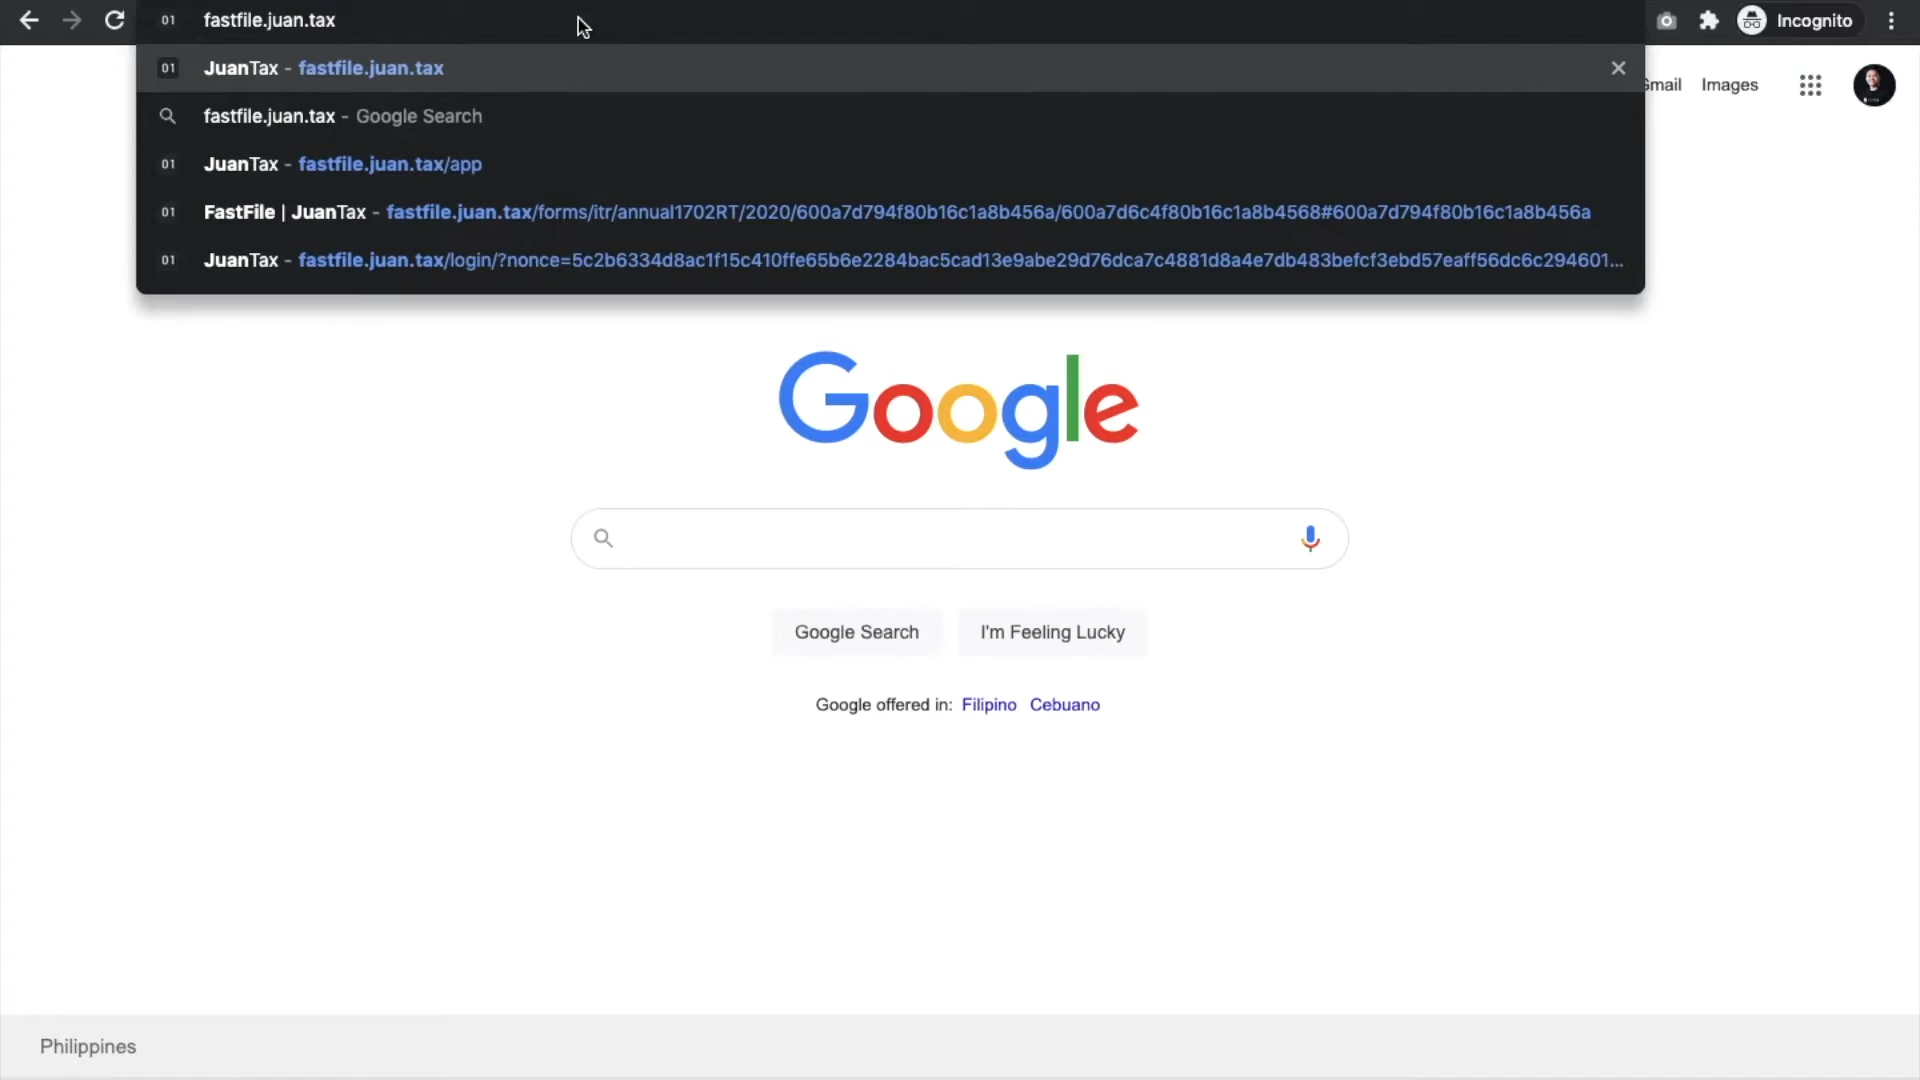 01 fastfile.juan.tax
Incognito
01 JuanTax - fastfile.juan.tax
fastfile.juan.tax - Google Search
01 JuanTax - fastfile.juan.tax/app
01 FastFile | JuanTax - fastfile.juan.tax/forms/itr/annual1702RT/2020/600a7d794f80b16c1a8b456a/600a7d6c4f80b16c1a8b4568#600a7d794f80b16c1a8b456a
01 JuanTax - fastfile.juan.tax/login/?nonce=5c2b6334d8ac1f15c410ffe65b6e2284bac5cad13e9abe29d76dca7c4881d8a4e7db483befcf3ebd57eaff56dc6c294601...
Gmail Images
Google
Google Search I'm Feeling Lucky
Google offered in: Filipino Cebuano
Philippines